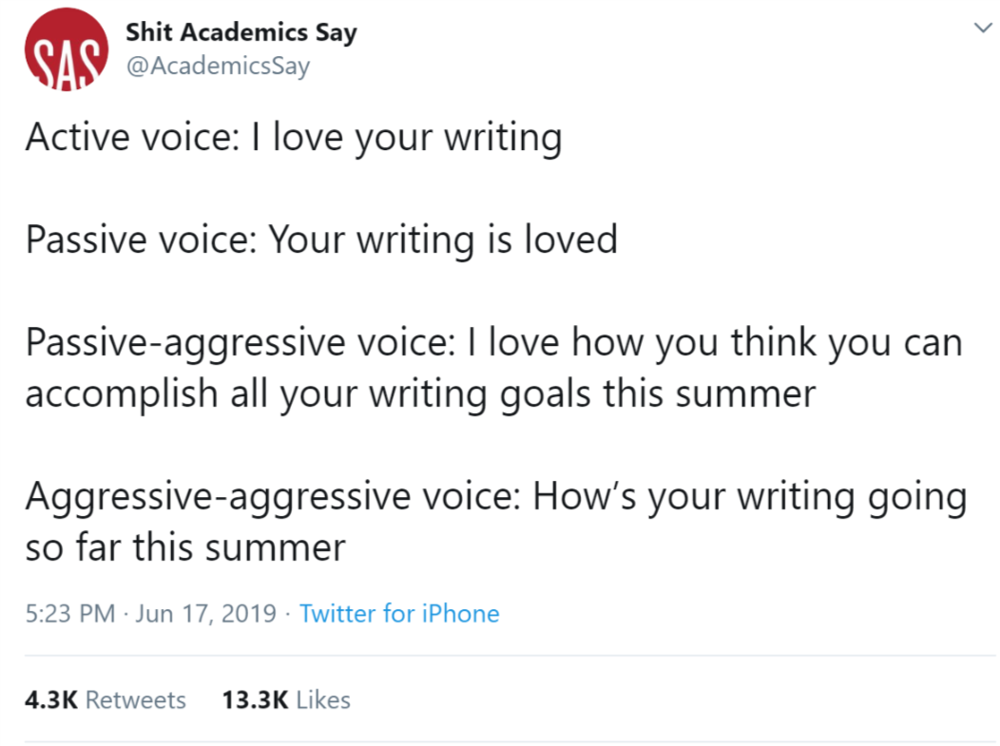 SAS
Shit Academics Say
@AcademicsSay
Active voice: I love your writing
Passive voice: Your writing is loved
Passive-aggressive voice: I love how you think you can
accomplish all your writing goals this summer
Aggressive-aggressive voice: How's your writing going
so far this summer
5:23 PM · Jun 17, 2019 · Twitter for iPhone
4.3K Retweets 13.3K Likes